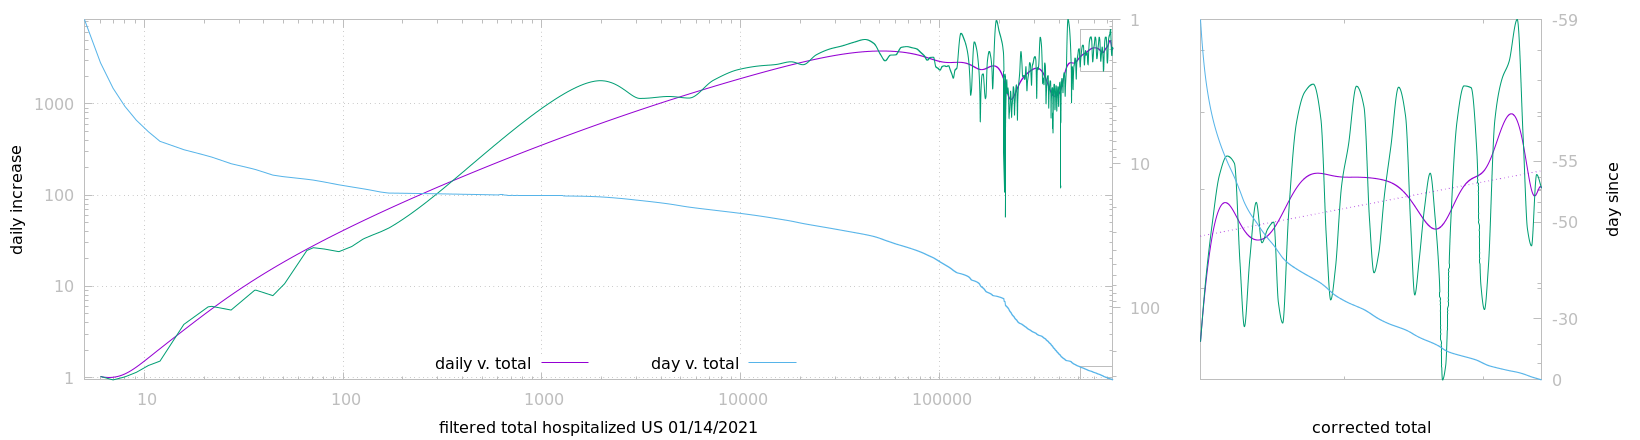 daily increase
1000
100
10
1
10
100
1000
10000
100000
1
10
100
daily v. total
day v. total
filtered total hospitalized US 01/14/2021
-59
-55
-50
-30
0
day since
corrected total